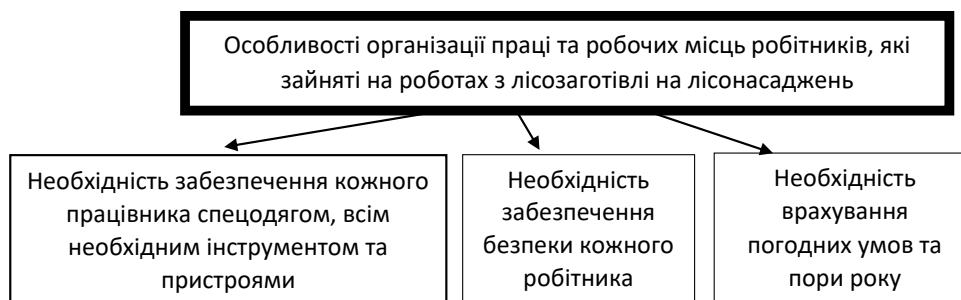 Особливості організації праці та робочих місць робітників, які
зайняті на роботах з лісозаготівлі на лісонасаджень
Необхідність забезпечення кожного
працівника спецодягом, всім
необхідним інструментом та
пристроями
Необхідність
забезпечення
безпеки кожного
робітника
Необхідність
врахування
погодних умов та
пори року